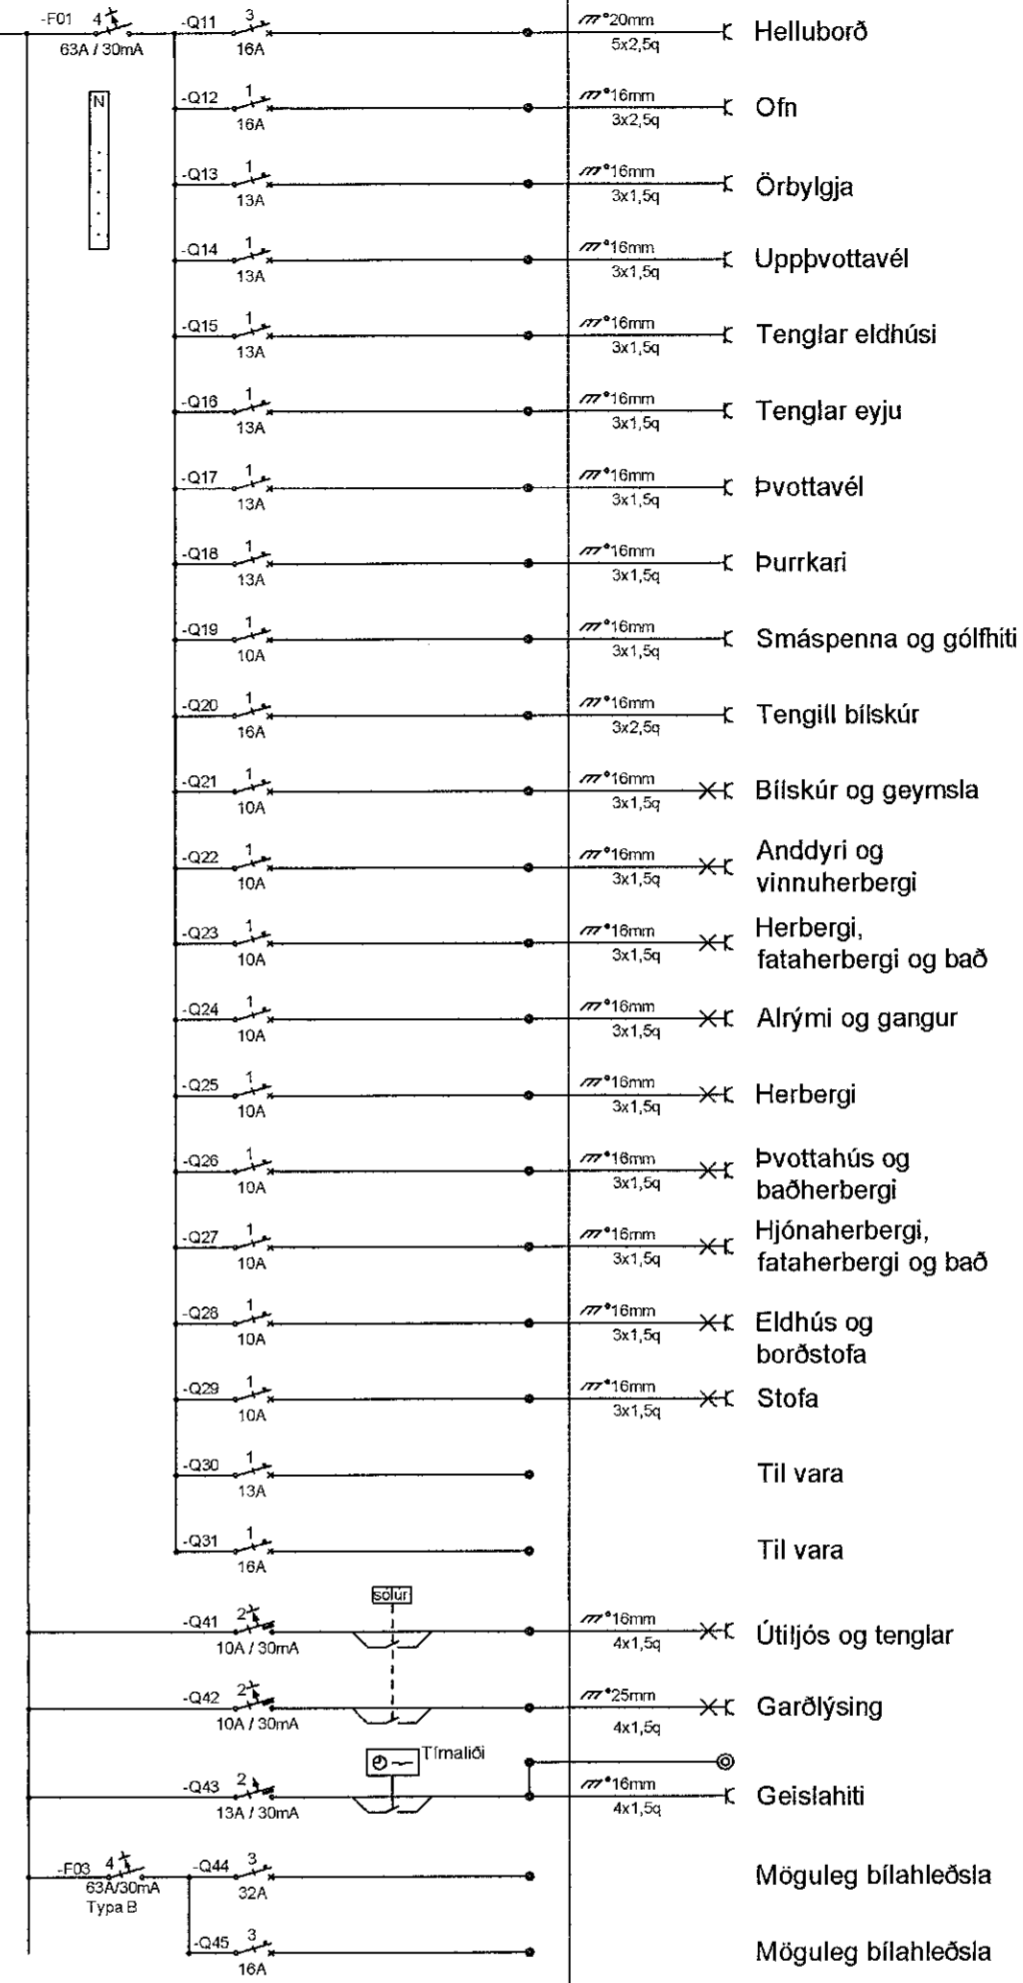 -F01 4 63A / 30mA
N
-Q11 3 16A 20mm 5x2,5q Helluborð
-Q12 1 16A 16mm 3x2,5q Ofn
-Q13 1 13A 16mm 3x1,5q Örbylgja
-Q14 1 13A 16mm 3x1,5q Uppþvottavél
-Q15 1 13A 16mm 3x1,5q Tenglar eldhúsi
-Q16 1 13A 16mm 3x1,5q Tenglar eyju
-Q17 1 13A 16mm 3x1,5q Þvottavél
-Q18 1 13A 16mm 3x1,5q Þurrkari
-Q19 1 10A 16mm 3x1,5q Smáspenna og gólfhiti
-Q20 1 16A 16mm 3x2,5q Tengill bílskúr
-Q21 1 10A 16mm 3x1,5q Bílskúr og geymsla
-Q22 1 10A 16mm 3x1,5q Anddyri og
vinnuherbergi
-Q23 1 10A 16mm 3x1,5q Herbergi,
fataherbergi og bað
-Q24 1 10A 16mm 3x1,5q Alrými og gangur
-Q25 1 10A 16mm 3x1,5q Herbergi
-Q26 1 10A 16mm 3x1,5q Þvottahús og
baðherbergi
-Q27 1 10A 16mm 3x1,5q Hjónaherbergi,
fataherbergi og bað
-Q28 1 10A 16mm 3x1,5q Eldhús og
borðstofa
-Q29 1 10A 16mm 3x1,5q Stofa
-Q30 1 13A Til vara
-Q31 1 16A Til vara
sólúr
-Q41 2 10A / 30mA 16mm 4x1,5q Útiljós og tenglar
-Q42 2 10A / 30mA 25mm 4x1,5q Garðlýsing
Tímaliði
-Q43 2 13A / 30mA 16mm 4x1,5q Geislahiti
-F03 4 63A/30mA
Typa B
-Q44 3 32A Möguleg bílahleðsla
-Q45 3 16A Möguleg bílahleðsla